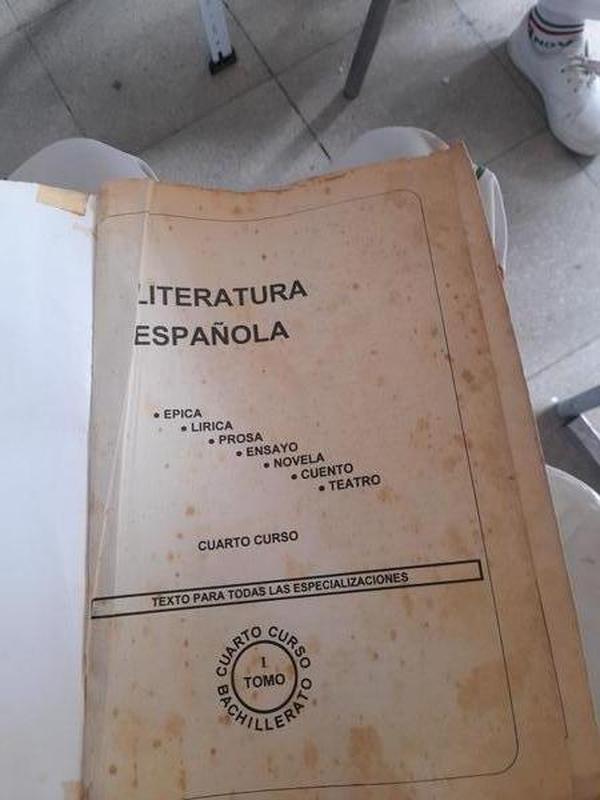 LITERATURA
ESPAÑOLA
• EPICA
• LIRICA
• PROSA
• ENSAYO
• NOVELA
• CUENTO
• TEATRO
CUARTO CURSO
TEXTO PARA TODAS LAS ESPECIALIZACIONES
CUARTO CURSO
I
TOMO
BACHILLERATO